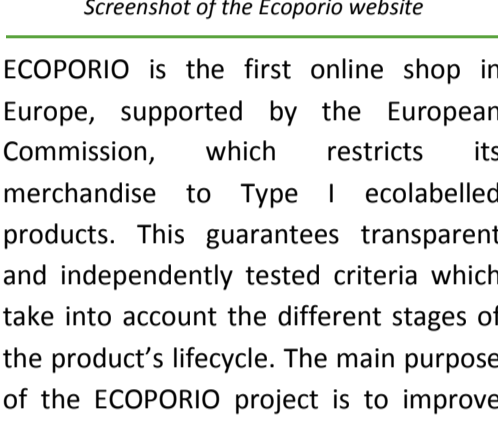 Screenshot of the Ecoporio website
ECOPORIO is the first online shop in
Europe, supported by the European
Commission, which restricts its
merchandise to Type I ecolabelled
products. This guarantees transparent
and independently tested criteria which
take into account the different stages of
the product's lifecycle. The main purpose
of the ECOPORIO project is to improve